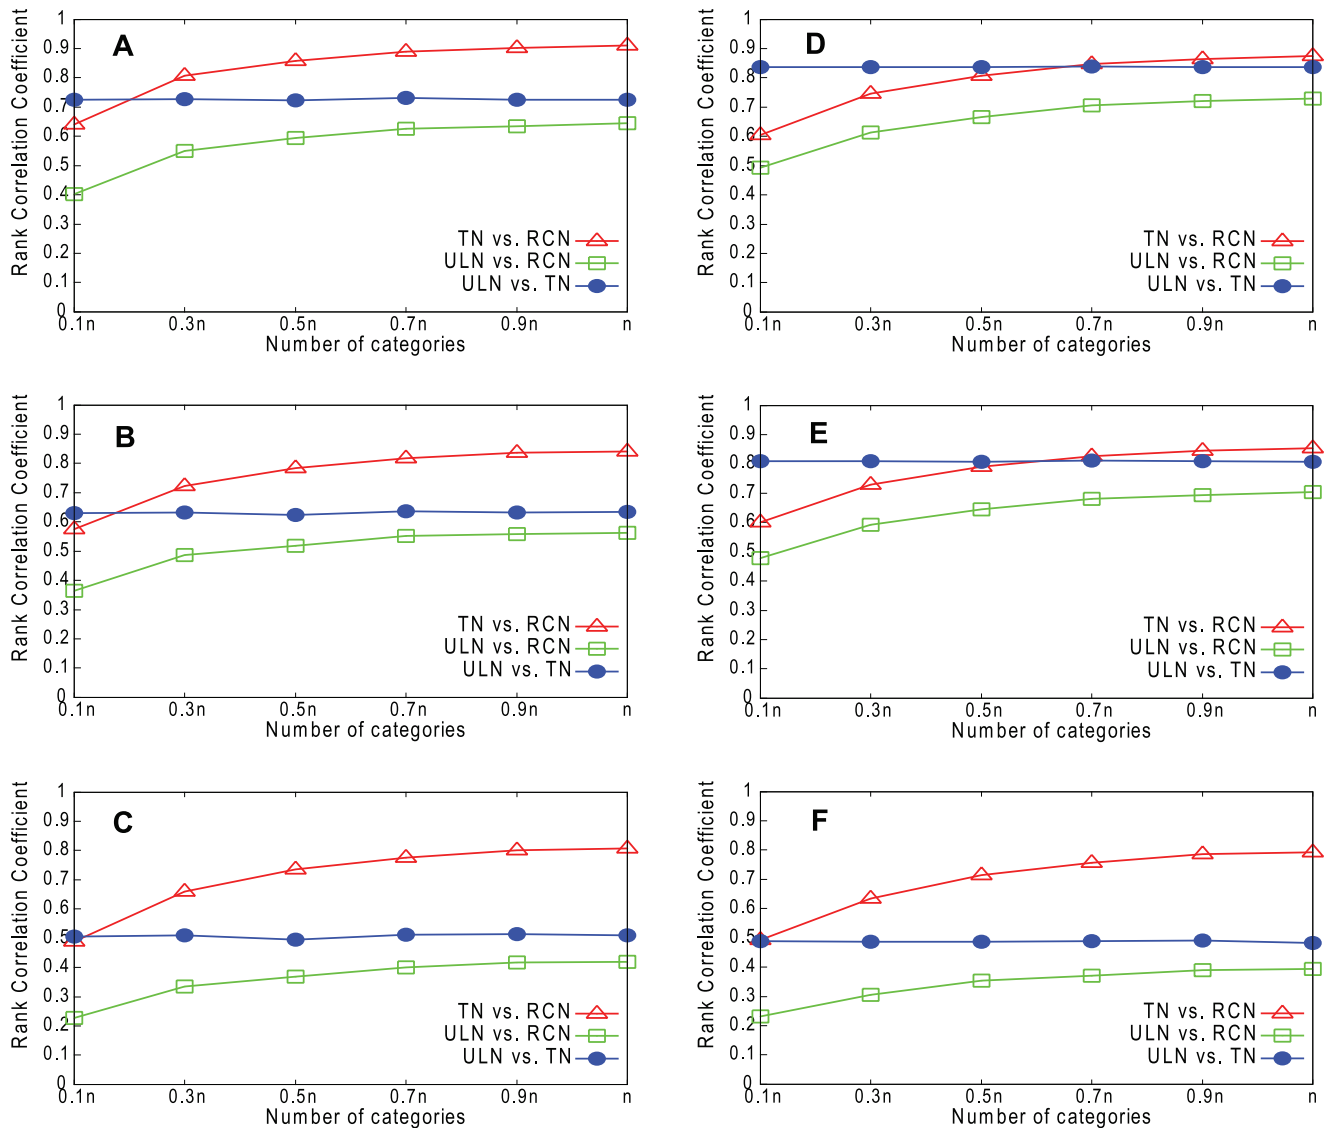 A
Rank Correlation Coefficient
1
0.9
0.8
0.7
0.6
0.5
0.4
0.3
0.2
0.1
0
0.1n 0.3n 0.5n 0.7n 0.9n n
Number of categories
TN vs. RCN
ULN vs. RCN
ULN vs. TN
D
Rank Correlation Coefficient
1
0.9
0.8
0.7
0.6
0.5
0.4
0.3
0.2
0.1
0
0.1n 0.3n 0.5n 0.7n 0.9n n
Number of categories
TN vs. RCN
ULN vs. RCN
ULN vs. TN
B
Rank Correlation Coefficient
1
0.9
0.8
0.7
0.6
0.5
0.4
0.3
0.2
0.1
0
0.1n 0.3n 0.5n 0.7n 0.9n n
Number of categories
TN vs. RCN
ULN vs. RCN
ULN vs. TN
E
Rank Correlation Coefficient
1
0.9
0.8
0.7
0.6
0.5
0.4
0.3
0.2
0.1
0
0.1n 0.3n 0.5n 0.7n 0.9n n
Number of categories
TN vs. RCN
ULN vs. RCN
ULN vs. TN
C
Rank Correlation Coefficient
1
0.9
0.8
0.7
0.6
0.5
0.4
0.3
0.2
0.1
0
0.1n 0.3n 0.5n 0.7n 0.9n n
Number of categories
TN vs. RCN
ULN vs. RCN
ULN vs. TN
F
Rank Correlation Coefficient
1
0.9
0.8
0.7
0.6
0.5
0.4
0.3
0.2
0.1
0
0.1n 0.3n 0.5n 0.7n 0.9n n
Number of categories
TN vs. RCN
ULN vs. RCN
ULN vs. TN